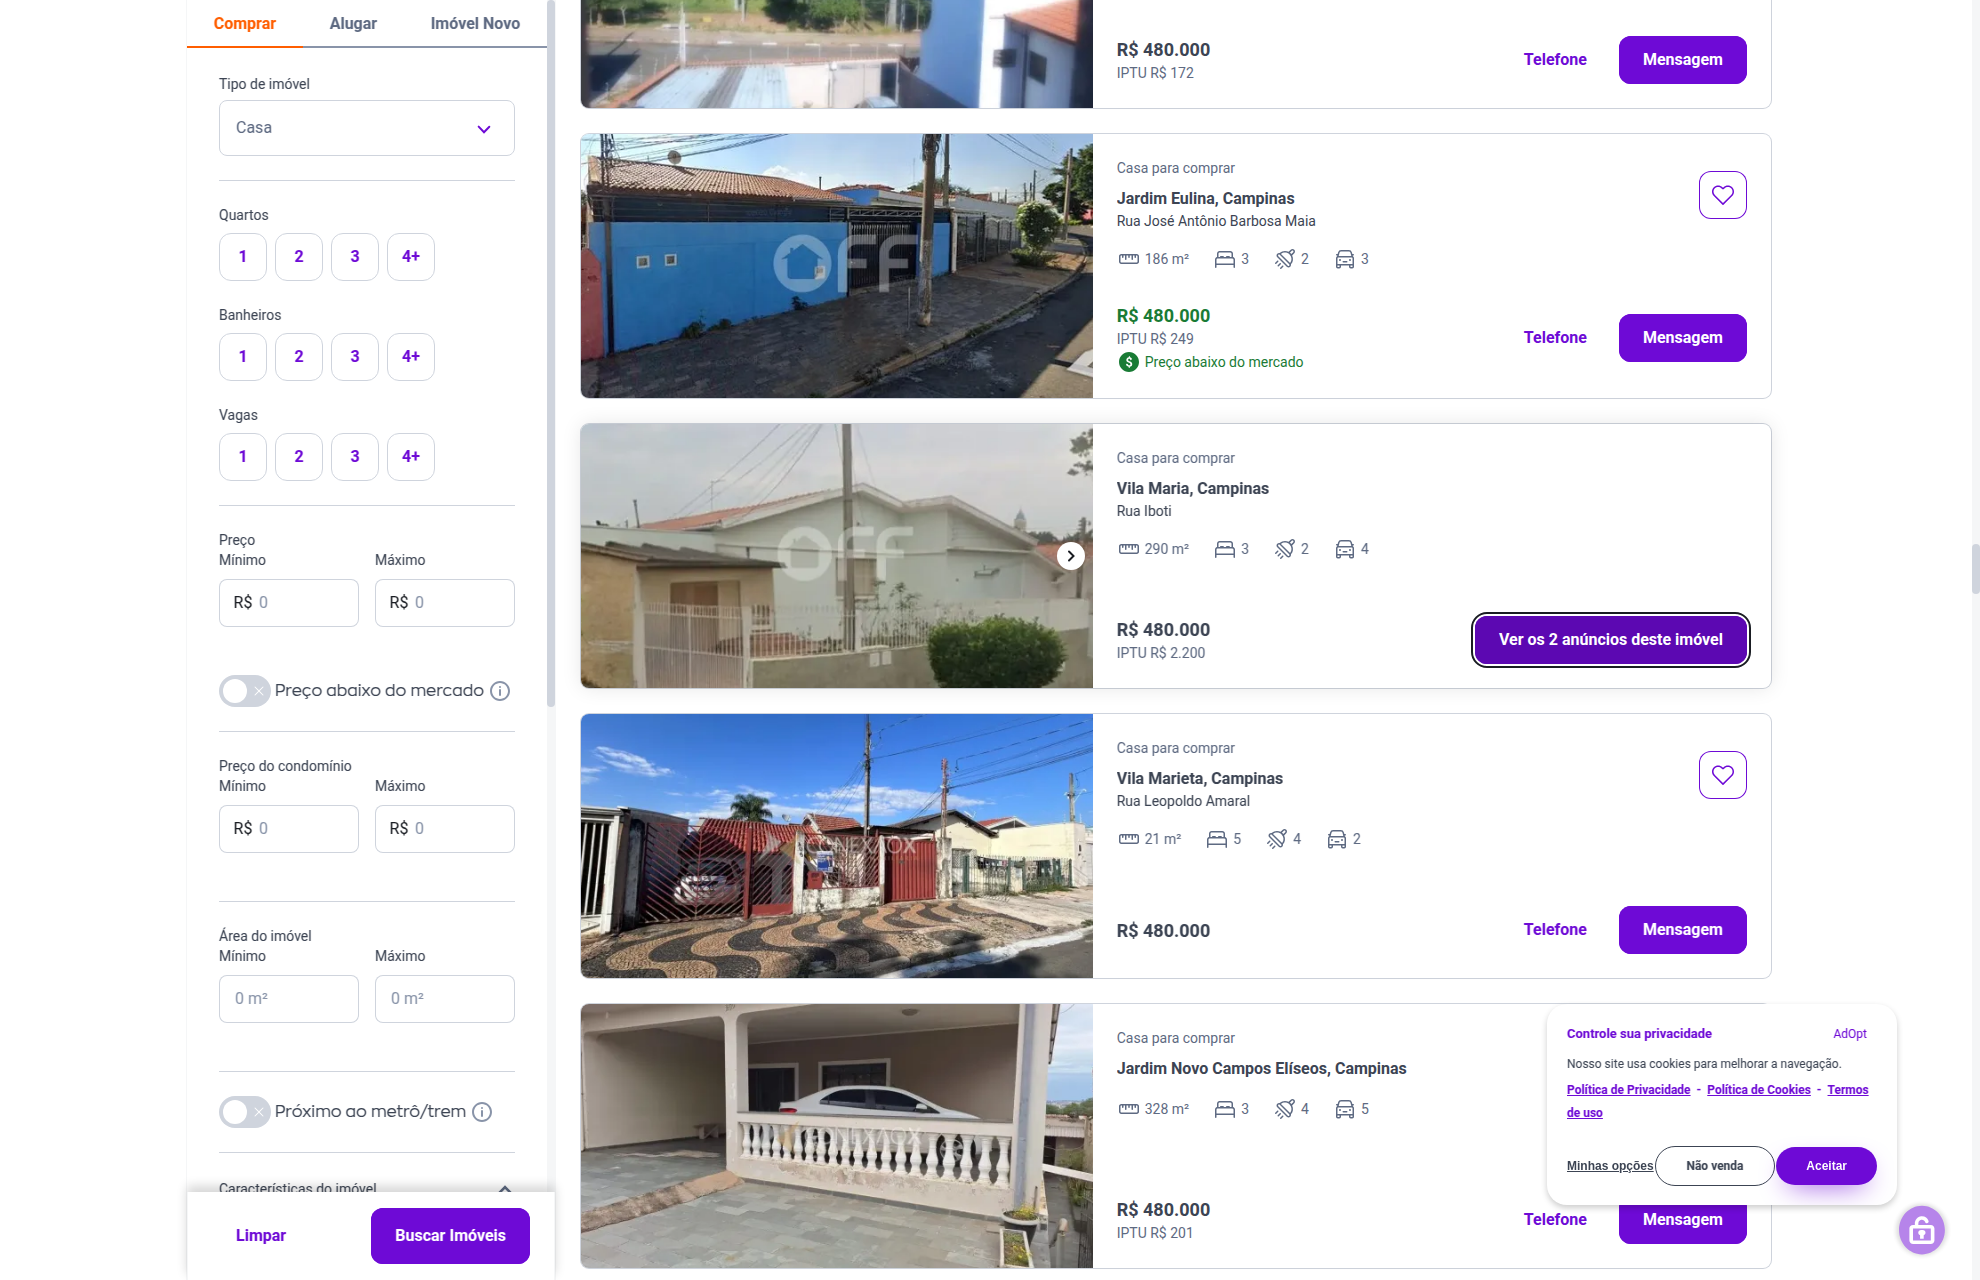 Comprar
Alugar
Imóvel Novo
Tipo de imóvel
Casa
Quartos
1 2 3 4+
Banheiros
1 2 3 4+
Vagas
1 2 3 4+
Preço
Mínimo Máximo
R$ 0 R$ 0
Preço abaixo do mercado
Preço do condomínio
Mínimo Máximo
R$ 0 R$ 0
Área do imóvel
Mínimo Máximo
0 m² 0 m²
Próximo ao metrô/trem
Características do imóvel
Limpar
Buscar Imóveis
R$ 480.000
IPTU R$ 172
Telefone
Mensagem
OFF
Casa para comprar
Jardim Eulina, Campinas
Rua José Antônio Barbosa Maia
186 m² 3 2 3
R$ 480.000
IPTU R$ 249
$ Preço abaixo do mercado
Telefone
Mensagem
OFF
Casa para comprar
Vila Maria, Campinas
Rua Iboti
290 m² 3 2 4
R$ 480.000
IPTU R$ 2.200
Ver os 2 anúncios deste imóvel
Casa para comprar
Vila Marieta, Campinas
Rua Leopoldo Amaral
21 m² 5 4 2
R$ 480.000
Telefone
Mensagem
Casa para comprar
Jardim Novo Campos Elíseos, Campinas
328 m² 3 4 5
R$ 480.000
IPTU R$ 201
Telefone
Mensagem
Controle sua privacidade
AdOpt
Nosso site usa cookies para melhorar a navegação.
Política de Privacidade - Política de Cookies - Termos
de uso
Minhas opções
Não venda
Aceitar